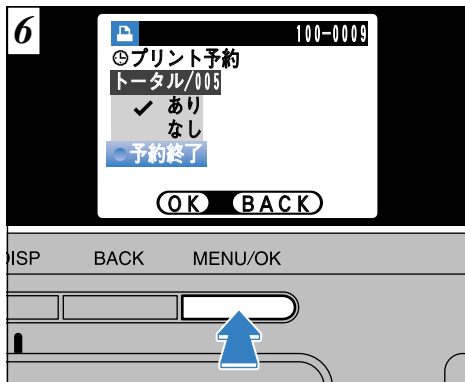 6
100-0009
プリント予約
トータル/005
あり
なし
予約終了
OK BACK
ISP BACK MENU/OK